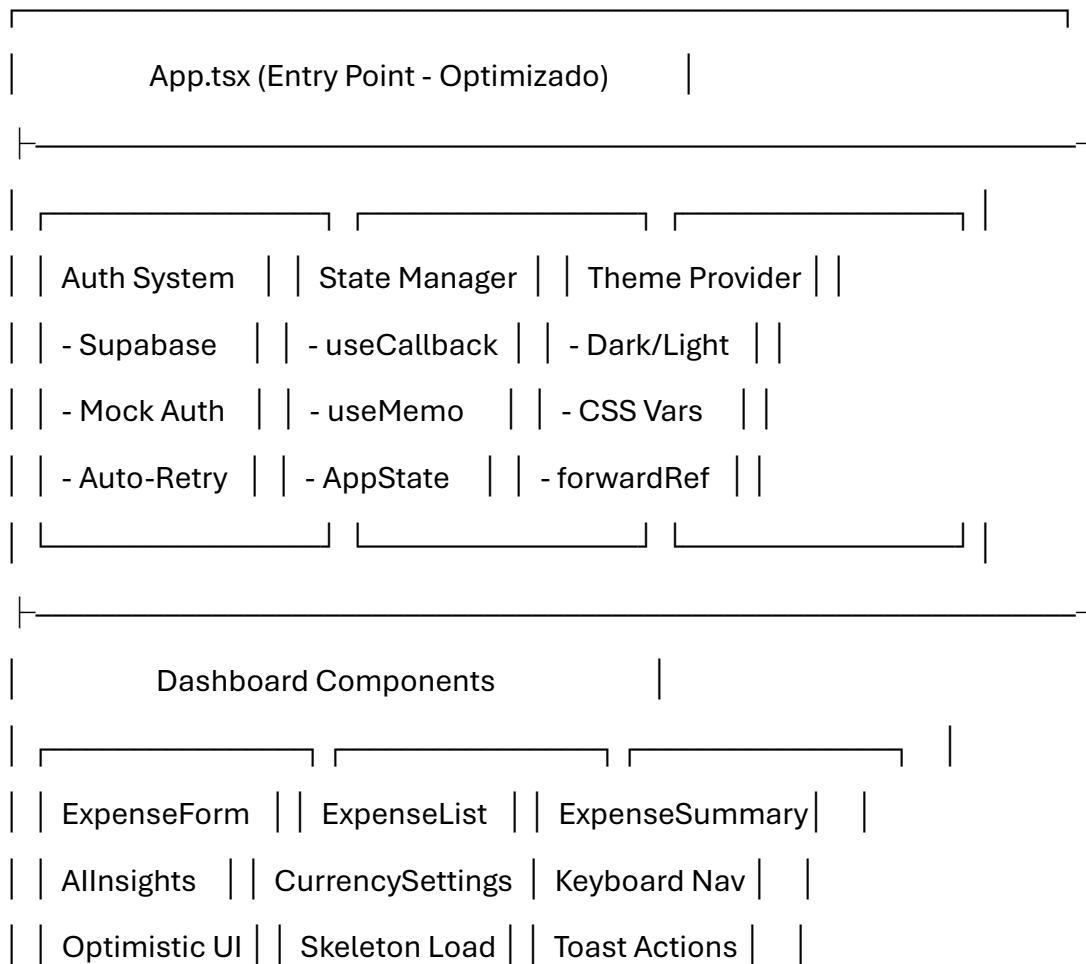 App.tsx (Entry Point - Optimizado)
Auth System State Manager Theme Provider
- Supabase - useCallback - Dark/Light
- Mock Auth - useMemo - CSS Vars
- Auto-Retry - AppState - forwardRef
Dashboard Components
ExpenseForm ExpenseList ExpenseSummary
AIInsights CurrencySettings Keyboard Nav
Optimistic UI Skeleton Load Toast Actions